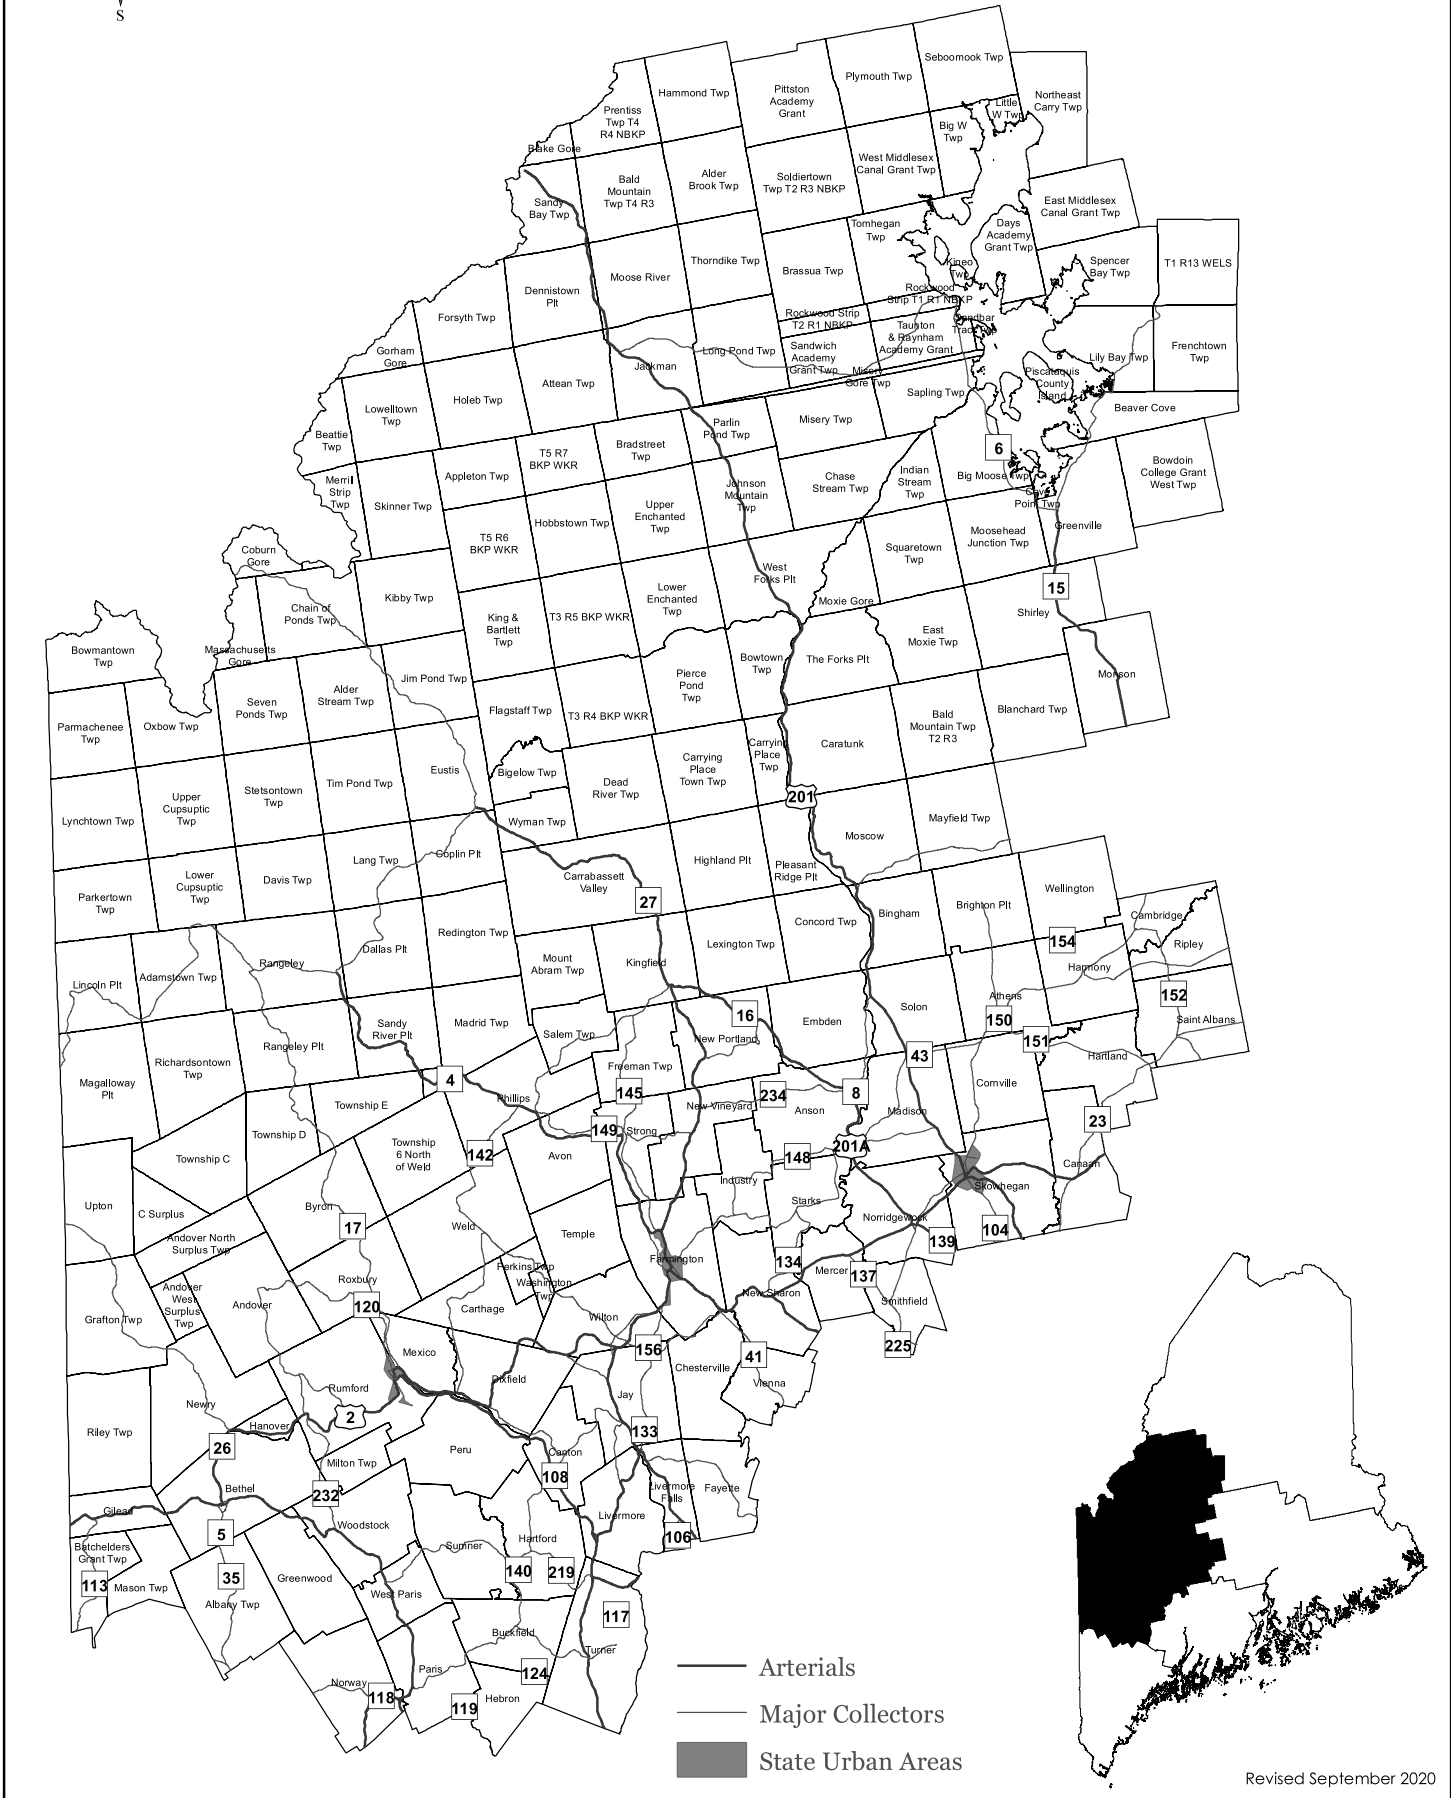 S
Seboomook Twp
Plymouth Twp
Hammond Twp
Pittston
Academy
Grant
Northeast
Carry Twp
Little
W Twp
Prentiss
Twp T4
R4 NBKP
Big W
Twp
Blake Gore
West Middlesex
Canal Grant Twp
Alder
Brook Twp
Soldiertown
Twp T2 R3 NBKP
Bald
Mountain
Twp T4 R3
Sandy
Bay Twp
East Middlesex
Canal Grant Twp
Tomhegan
Twp
Days
Academy
Grant Twp
Thorndike Twp
Brassua Twp
Kineo
Twp
Spencer
Bay Twp
T1 R13 WELS
Moose River
Dennistown
Plt
Rockwood
Strip T1 R1 NBKP
Forsyth Twp
Rockwood Strip
T2 R1 NBKP
Sandbar
Tract Twp
Taunton
& Raynham
Academy Grant
Gorham
Gore
Long Pond Twp
Sandwich
Academy
Grant Twp
Lily Bay Twp
Frenchtown
Twp
Jackman
Misery
Gore Twp
Piscataquis
County
Island
Attean Twp
Sapling Twp
Holeb Twp
Lowelltown
Twp
Beaver Cove
Misery Twp
Parlin
Pond Twp
Beattie
Twp
Bradstreet
Twp
6
T5 R7
BKP WKR
Bowdoin
College Grant
West Twp
Appleton Twp
Big Moose Twp
Indian
Stream
Twp
Chase
Stream Twp
Johnson
Mountain
Twp
Merril
Strip
Twp
Skinner Twp
Cove
Point Twp
Upper
Enchanted
Twp
Hobbstown Twp
Greenville
Moosehead
Junction Twp
T5 R6
BKP WKR
Squaretown
Twp
Coburn
Gore
West
Forks Plt
15
Kibby Twp
Lower
Enchanted
Twp
Moxie Gore
Chain of
Ponds Twp
Shirley
King &
Bartlett
Twp
T3 R5 BKP WKR
East
Moxie Twp
Bowmantown
Twp
Massachusetts
Gore
Bowtown
Twp
The Forks Plt
Monson
Jim Pond Twp
Pierce
Pond
Twp
Alder
Stream Twp
Seven
Ponds Twp
Flagstaff Twp
T3 R4 BKP WKR
Blanchard Twp
Bald
Mountain Twp
T2 R3
Parmachenee
Twp
Oxbow Twp
Caratunk
Carrying
Place
Twp
Carrying
Place
Town Twp
Eustis
Bigelow Twp
Tim Pond Twp
Dead
River Twp
Stetsontown
Twp
201
Upper
Cupsuptic
Twp
Lynchtown Twp
Wyman Twp
Mayfield Twp
Moscow
Coplin Plt
Lang Twp
Highland Plt
Pleasant
Ridge Plt
Carrabassett
Valley
Davis Twp
Lower
Cupsuptic
Twp
Wellington
Parkertown
Twp
27
Brighton Plt
Bingham
Cambridge
Concord Twp
Redington Twp
Lexington Twp
154
Ripley
Dallas Plt
Mount
Abram Twp
Kingfield
Rangeley
Harmony
Adamstown Twp
Lincoln Plt
Athens
152
Solon
16
150
Embden
Saint Albans
Madrid Twp
Sandy
River Plt
Salem Twp
New Portland
151
Rangeley Plt
Hartland
43
Richardsontown
Twp
Freeman Twp
4
Magalloway
Plt
Cornville
145
234
8
Phillips
Township E
New Vineyard
Anson
Madison
23
149
Strong
Township D
Township
6 North
of Weld
142
201A
Avon
148
Township C
Canaan
Industry
Skowhegan
Starks
Upton
Byron
C Surplus
Norridgewock
17
Weld
Temple
104
139
Andover North
Surplus Twp
Farmington
134
Mercer
137
Perkins Twp
Washington
Twp
Roxbury
Andover
West
Surplus
Twp
New Sharon
Andover
120
Carthage
Smithfield
Grafton Twp
Wilton
225
156
Mexico
41
Chesterville
Dixfield
Vienna
Rumford
Jay
Newry
2
Hanover
Riley Twp
133
26
Peru
Canton
Milton Twp
108
Bethel
232
Livermore
Falls
Fayette
Gilead
Livermore
Woodstock
5
106
Hartford
Sumner
Batchelders
Grant Twp
140
219
35
Greenwood
113
Mason Twp
West Paris
Albany Twp
117
Buckfield
Turner
Arterials
Paris
124
Norway
118
Hebron
119
Major Collectors
State Urban Areas
Revised September 2020